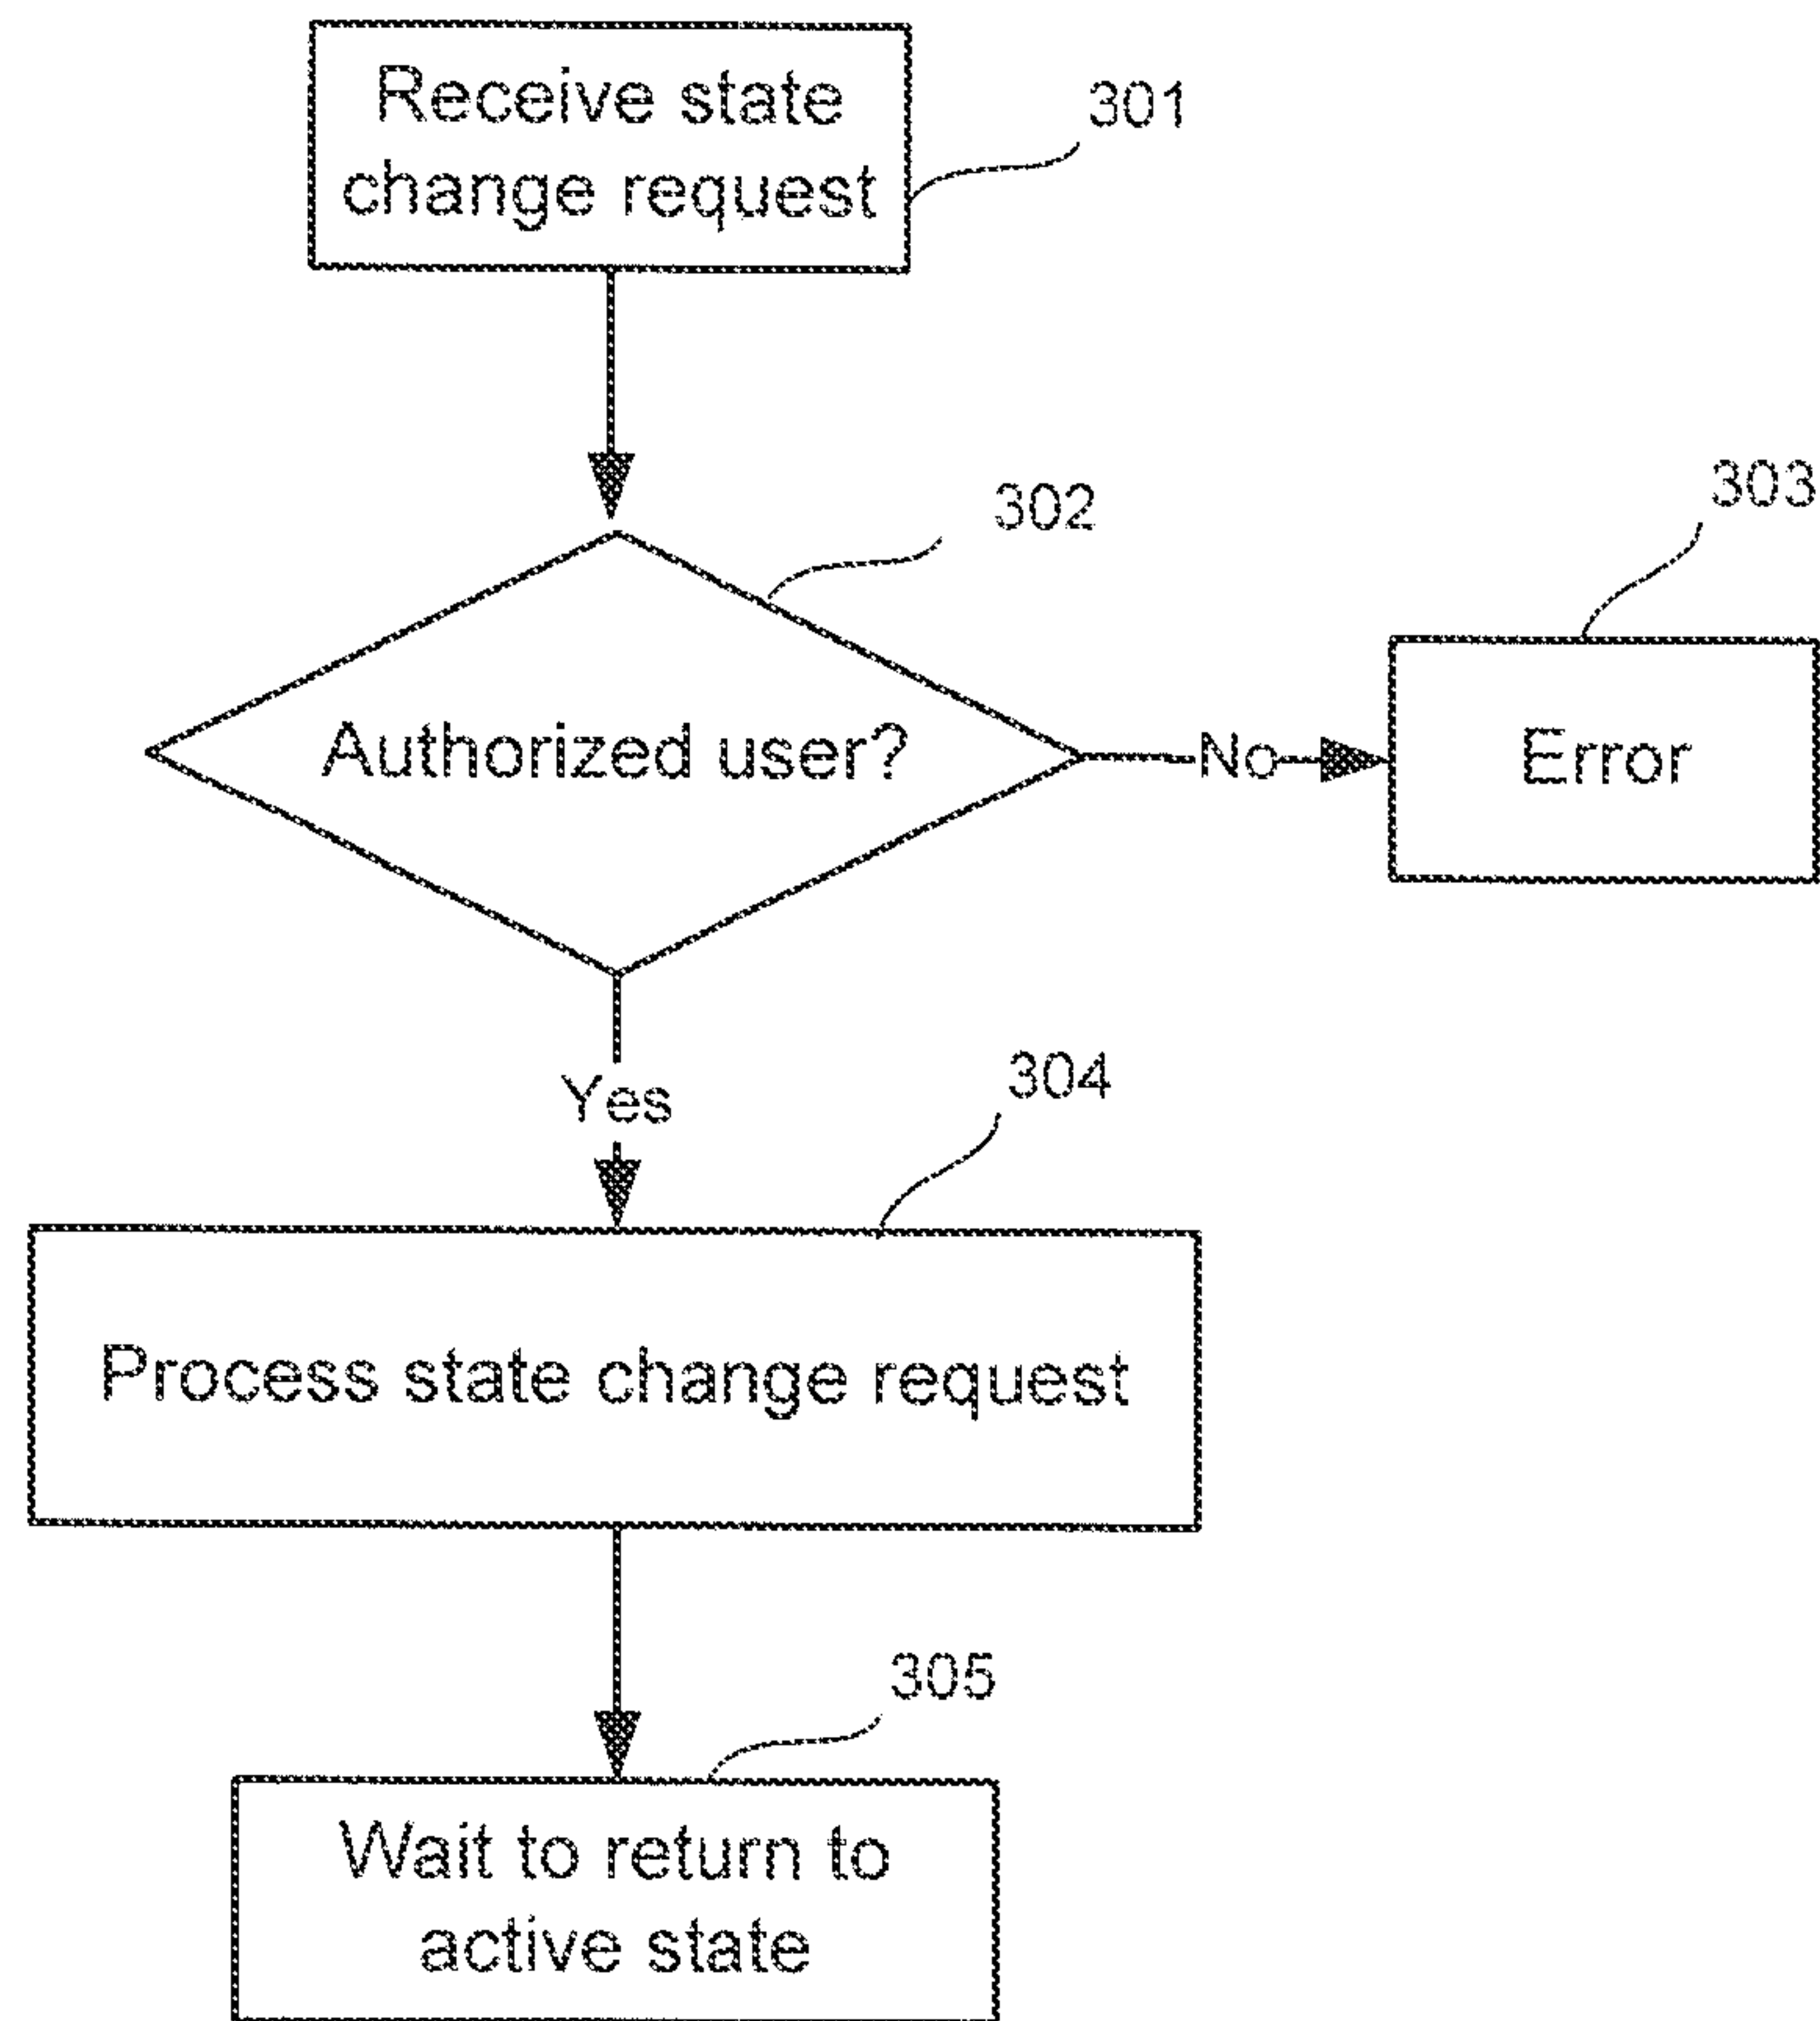 Receive state
change request
301
302
303
Authorized user?
No
Error
Yes
304
Process state change request
305
Wait to return to
active state